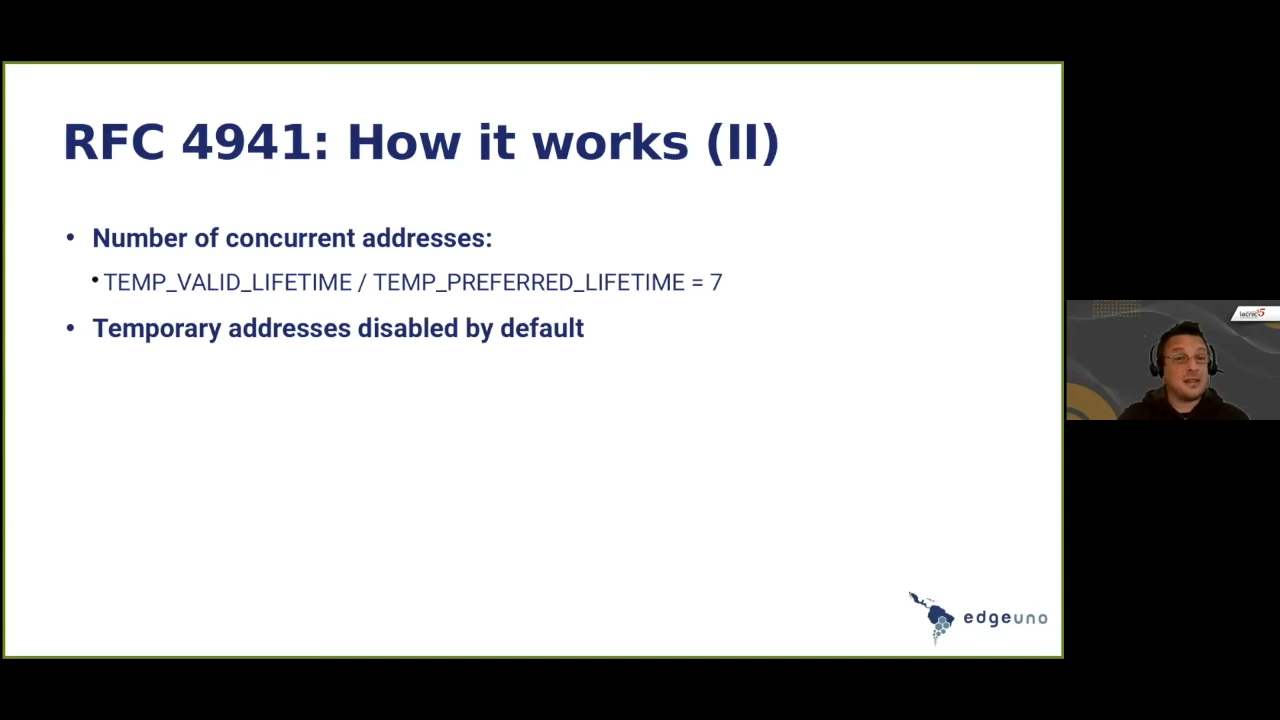 RFC 4941: How it works (II)
• Number of concurrent addresses:
• TEMP_VALID_LIFETIME / TEMP_PREFERRED_LIFETIME = 7
• Temporary addresses disabled by default
edgeuno